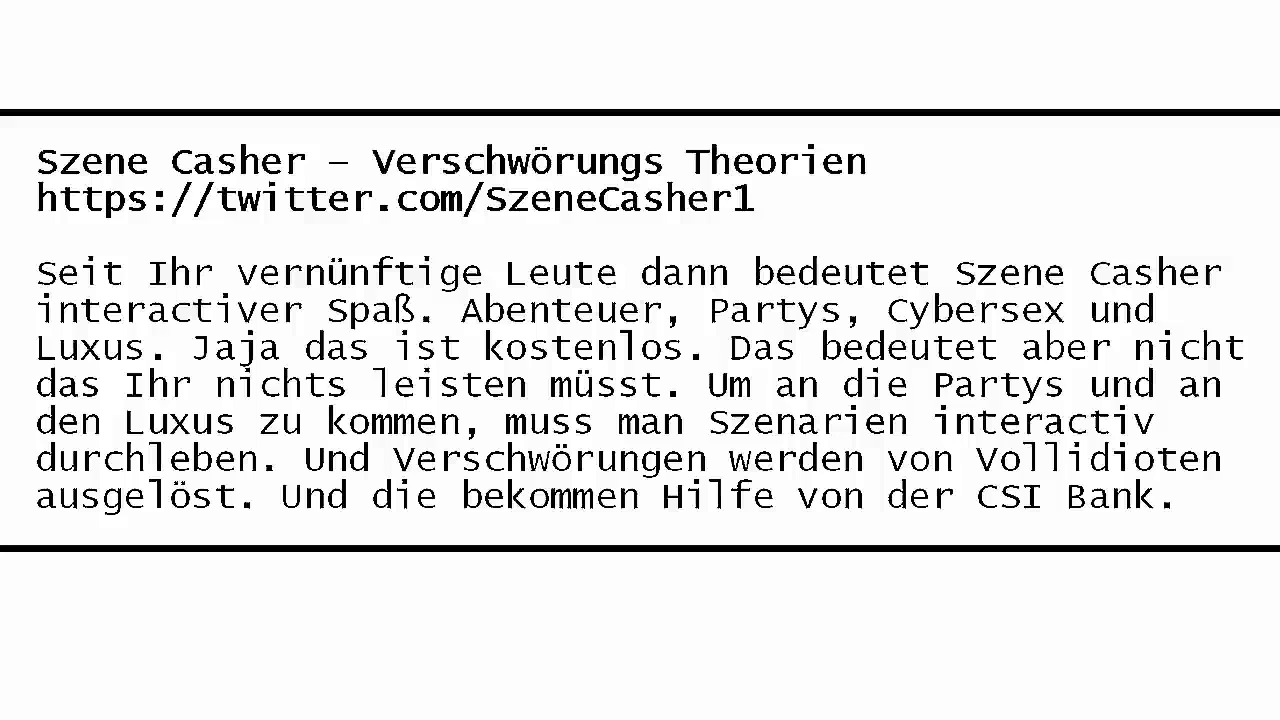 Szene Casher – Verschwörungs Theorien
https://twitter.com/SzeneCasher1
Seit Ihr vernünftige Leute dann bedeutet Szene Casher
interactiver Spaß. Abenteuer, Partys, Cybersex und
Luxus. Jaja das ist kostenlos. Das bedeutet aber nicht
das Ihr nichts leisten müsst. Um an die Partys und an
den Luxus zu kommen, muss man Szenarien interactiv
durchleben. Und Verschwörungen werden von Vollidioten
ausgelöst. Und die bekommen Hilfe von der CSI Bank.